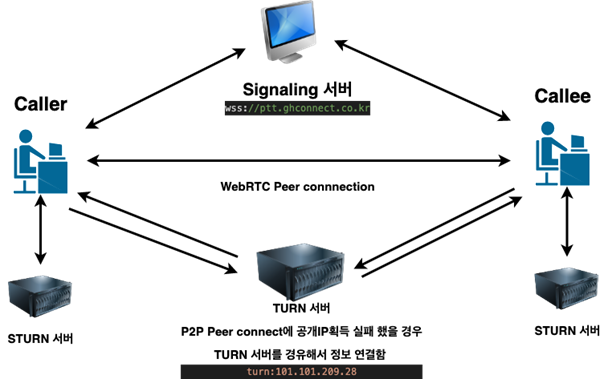 Signaling 서버
wss://ptt.ghconnect.co.kr
Caller
Callee
WebRTC Peer connnection
TURN 서버
P2P Peer connect에 공개IP획득 실패 했을 경우
TURN 서버를 경유해서 정보 연결함
turn:101.101.209.28
STURN 서버
STURN 서버